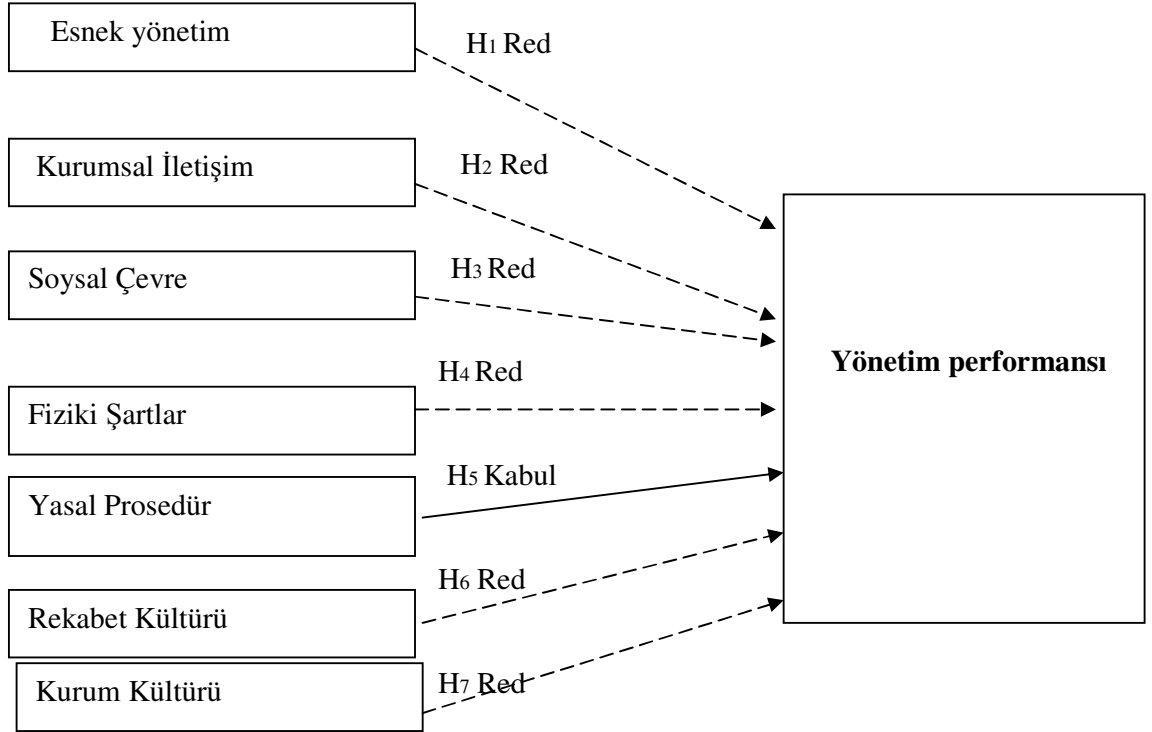 Esnek yönetim
H1 Red
Kurumsal İletişim
H2 Red
Soysal Çevre
H3 Red
Yönetim performansı
Fiziki Şartlar
H4 Red
Yasal Prosedür
H5 Kabul
Rekabet Kültürü
H6 Red
Kurum Kültürü
H7 Red